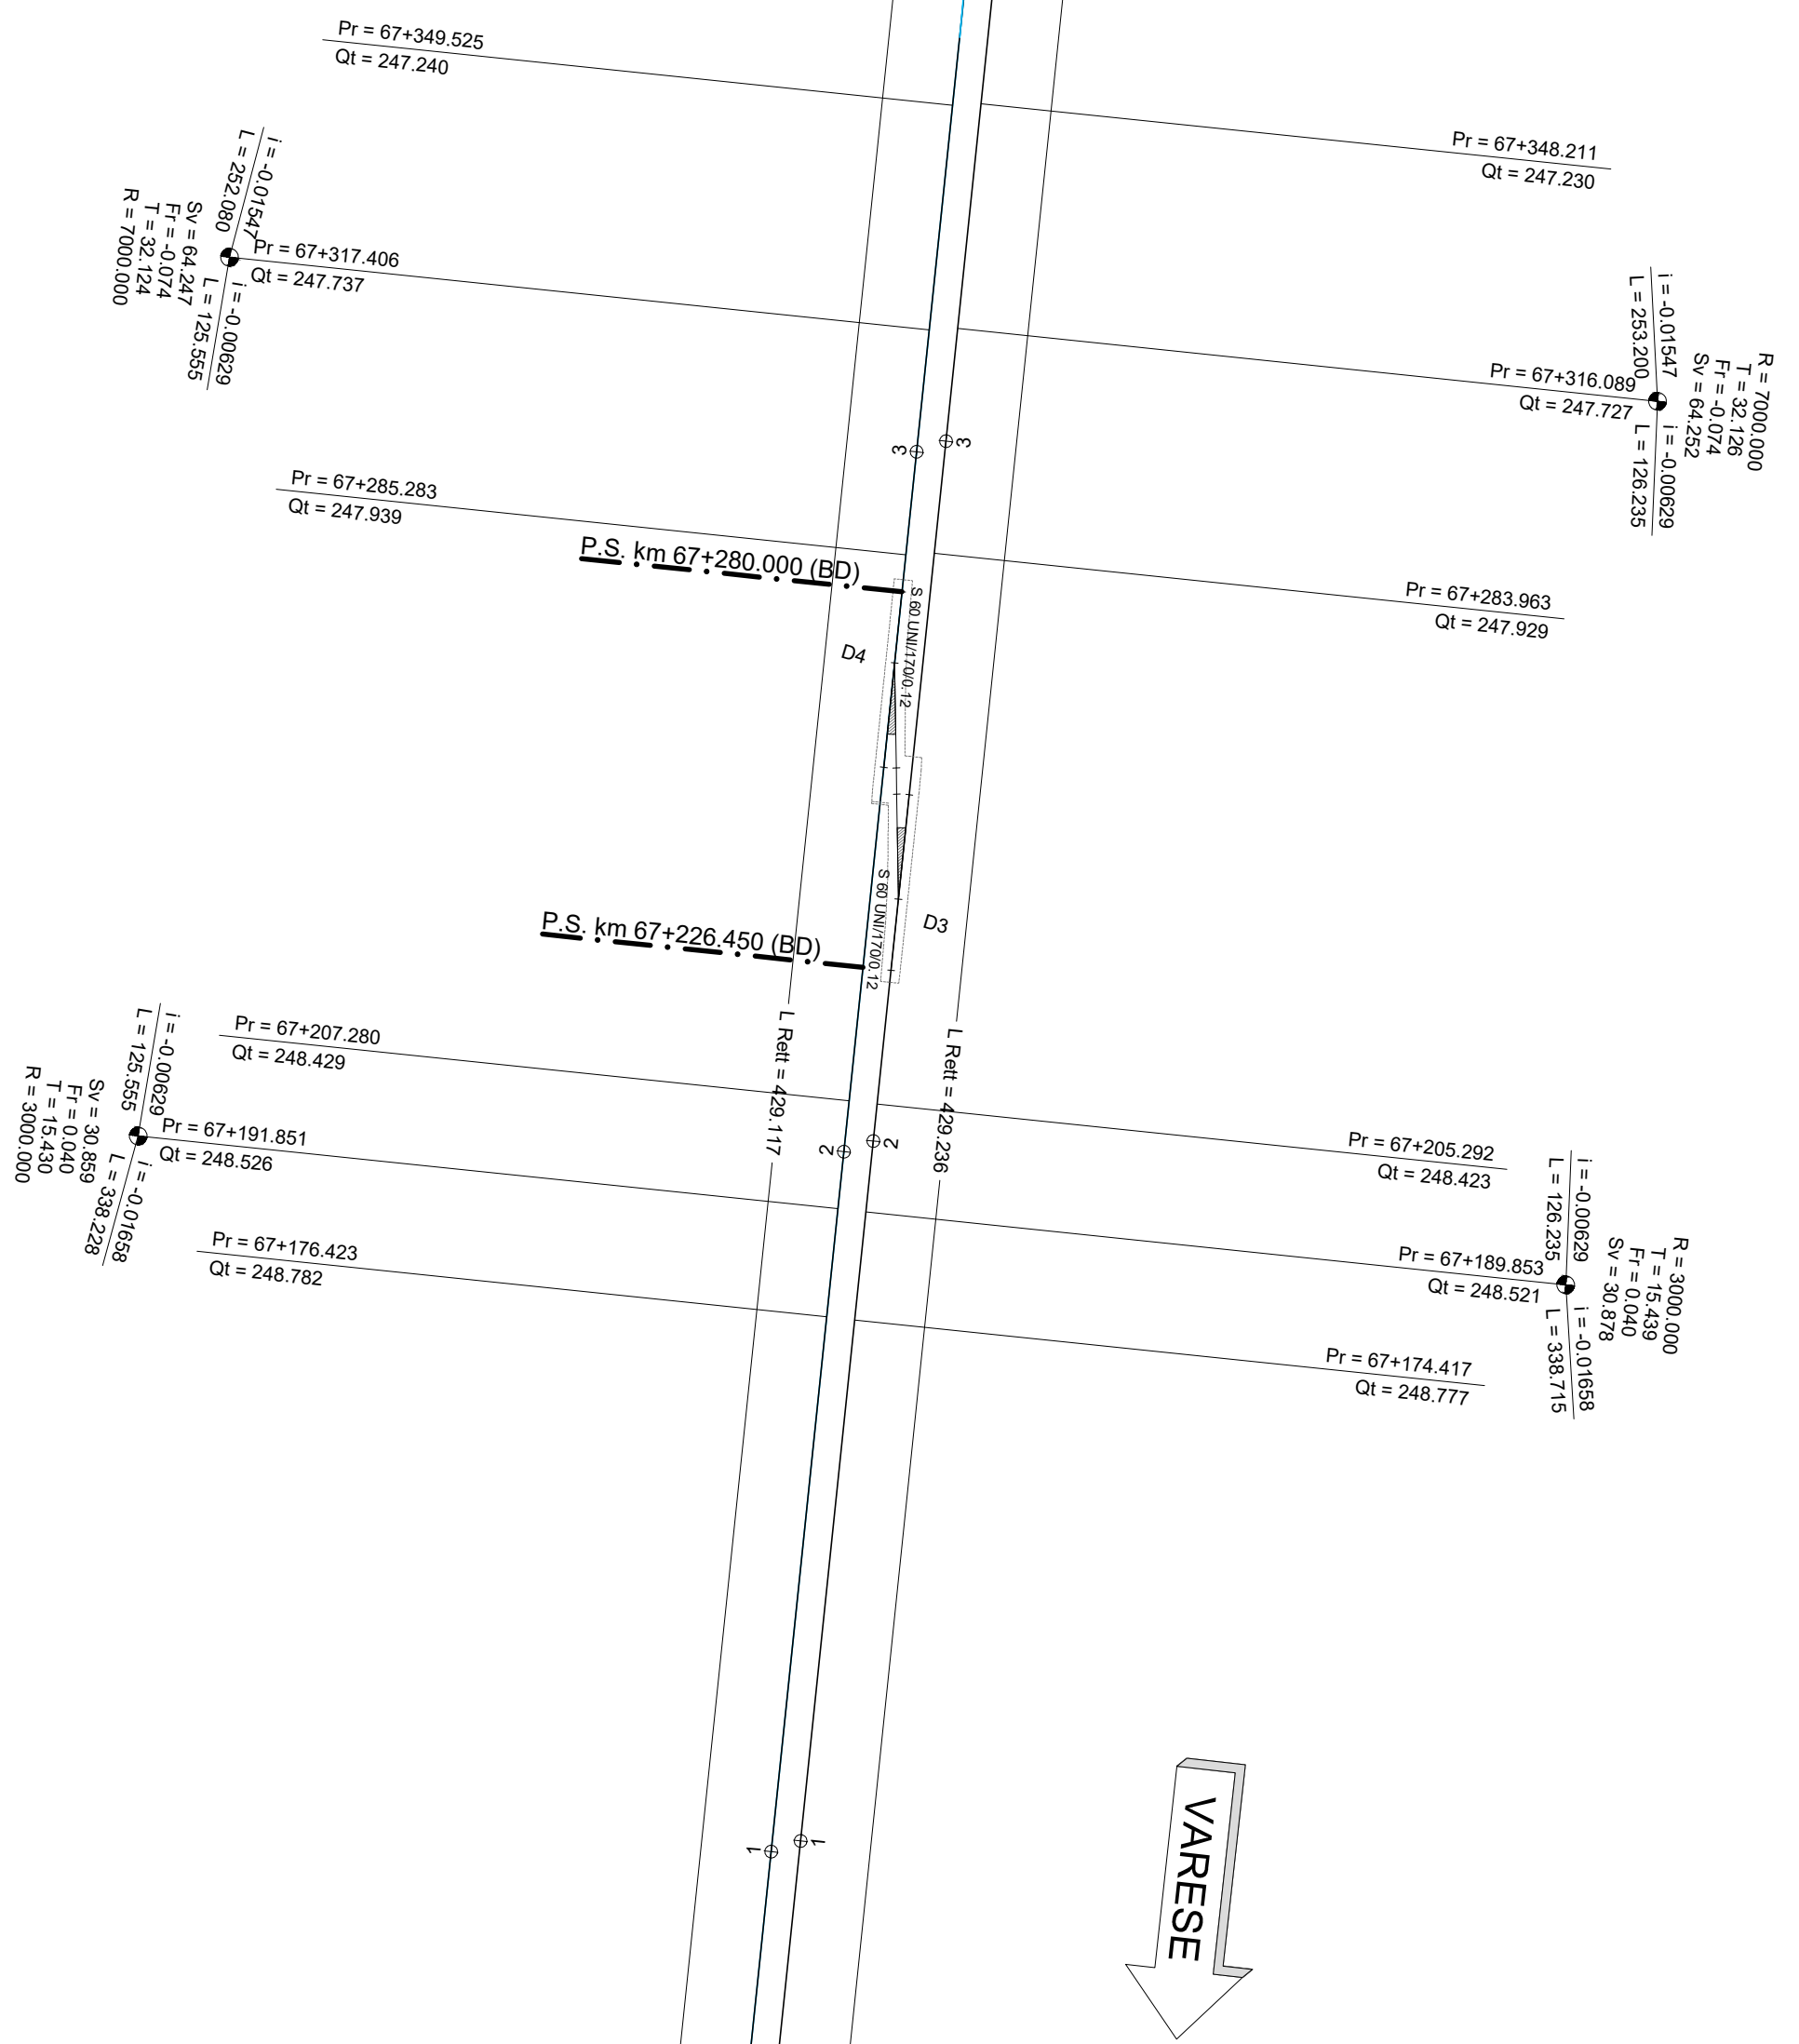 Pr = 67+349.525
Qt = 247.240
Pr = 67+348.211
Qt = 247.230
i = -0.01547
L = 252.080
Pr = 67+317.406
Qt = 247.737
i = -0.00629
L = 125.555
Sv = 64.247
Fr = -0.074
T = 32.124
R = 7000.000
i = -0.01547
L = 253.200
Pr = 67+316.089
Qt = 247.727
i = -0.00629
L = 126.235
R = 7000.000
T = 32.126
Fr = -0.074
Sv = 64.252
3
3
Pr = 67+285.283
Qt = 247.939
P.S. km 67+280.000 (BD)
Pr = 67+283.963
Qt = 247.929
S 60 UNI/170/0.12
D4
S 60 UNI/170/0.12
D3
P.S. km 67+226.450 (BD)
L Rett = 429.117
L Rett = 429.236
Pr = 67+207.280
Qt = 248.429
Pr = 67+205.292
Qt = 248.423
i = -0.00629
L = 125.555
Pr = 67+191.851
Qt = 248.526
i = -0.01658
L = 338.228
Sv = 30.859
Fr = 0.040
T = 15.430
R = 3000.000
2
2
i = -0.00629
L = 126.235
Pr = 67+189.853
Qt = 248.521
i = -0.01658
L = 338.715
R = 3000.000
T = 15.439
Fr = 0.040
Sv = 30.878
Pr = 67+176.423
Qt = 248.782
Pr = 67+174.417
Qt = 248.777
1
1
VARESE